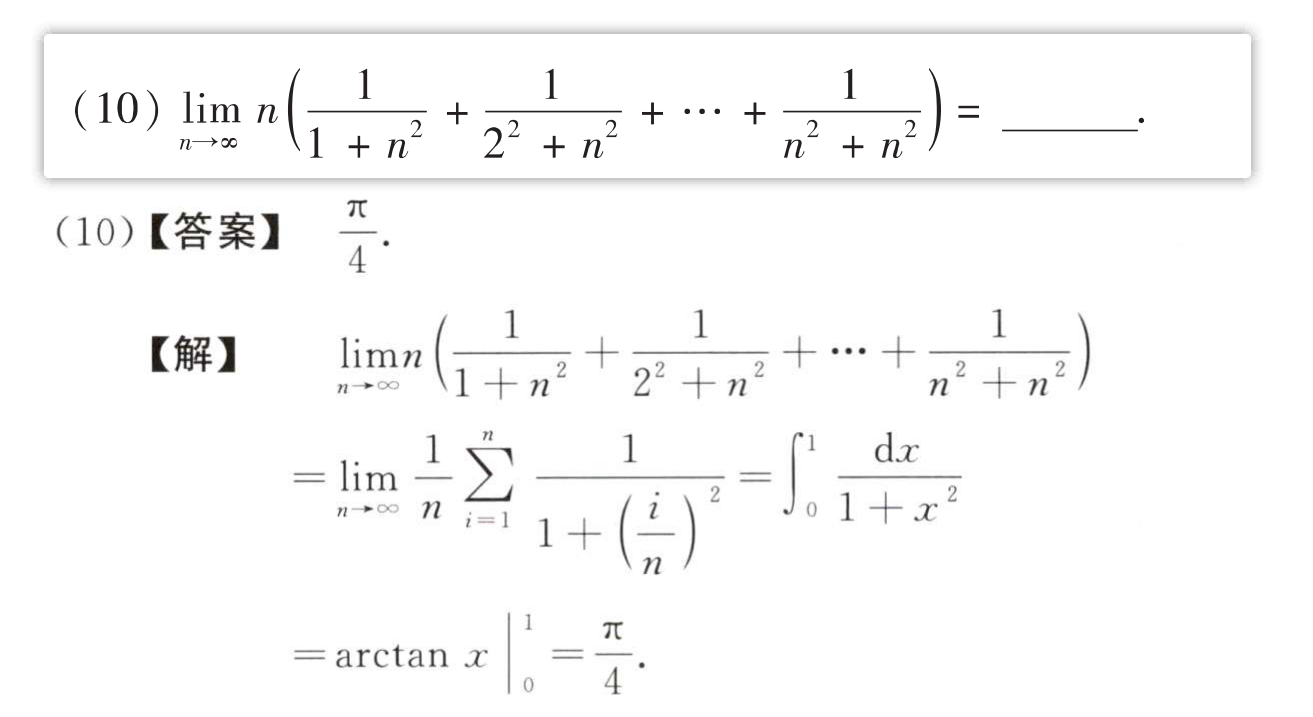 (10) lim_{n→∞} n(1/(1 + n²) + 1/(2² + n²) + ⋯ + 1/(n² + n²)) = ______.
(10)【答案】 π/4.
【解】 lim_{n→∞} n(1/(1+n²) + 1/(2²+n²) + ⋯ + 1/(n²+n²))
= lim_{n→∞} 1/n ∑_{i=1}^{n} 1/(1+(i/n)²) = ∫_0^1 dx/(1+x²)
= arctan x |_0^1 = π/4.